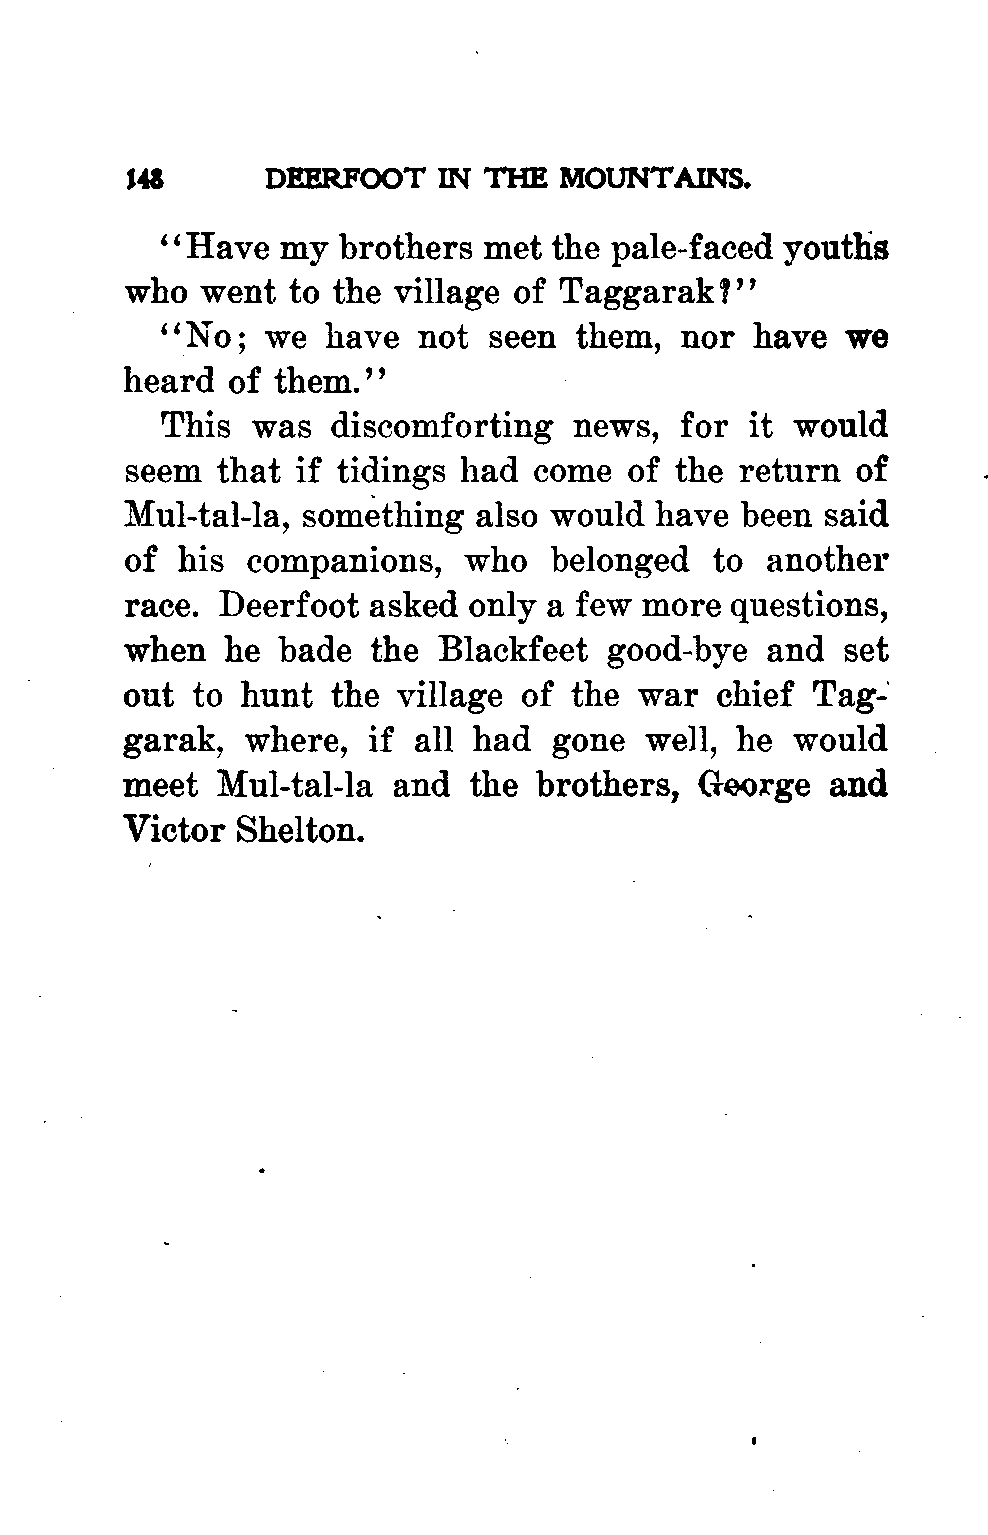 148 DEERFOOT IN THE MOUNTAINS.
"Have my brothers met the pale-faced youths
who went to the village of Taggarak?"
"No; we have not seen them, nor have we
heard of them."
This was discomforting news, for it would
seem that if tidings had come of the return of
Mul-tal-la, something also would have been said
of his companions, who belonged to another
race. Deerfoot asked only a few more questions,
when he bade the Blackfeet good-bye and set
out to hunt the village of the war chief Tag-
garak, where, if all had gone well, he would
meet Mul-tal-la and the brothers, George and
Victor Shelton.